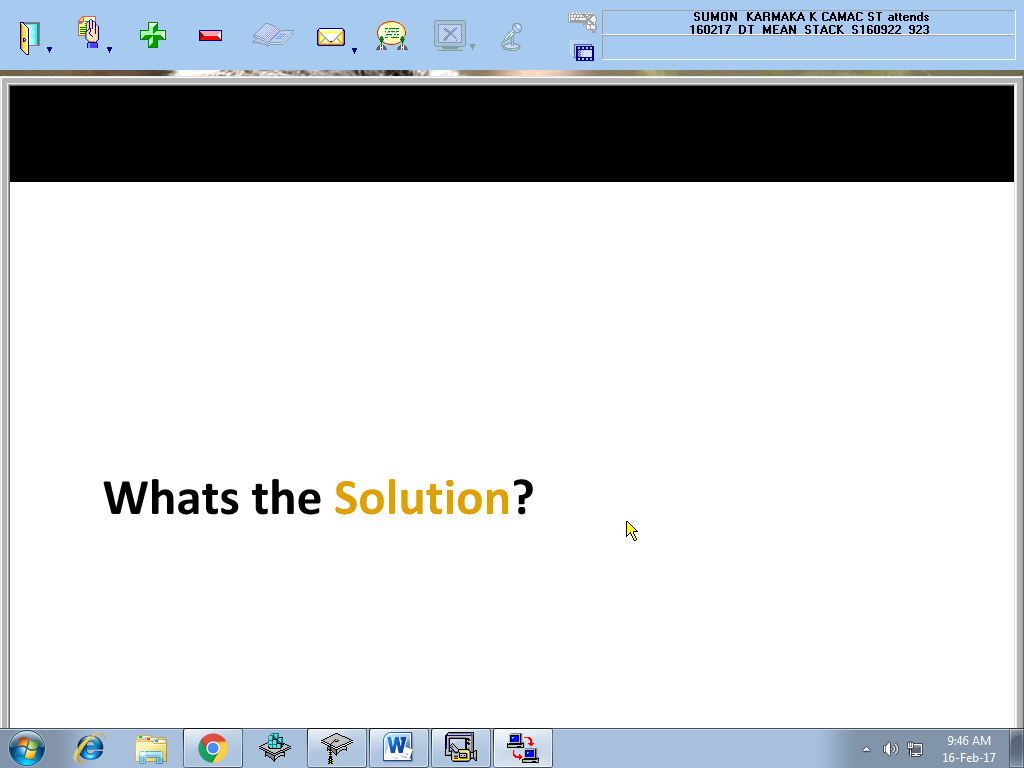 SUMON KARMAKA K CAMAC ST attends
160217 DT MEAN STACK S160922 923
Whats the Solution?
9:46 AM
16-Feb-17